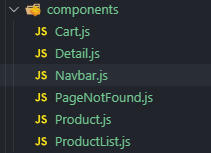 components
JS Cart.js
JS Detail.js
JS Navbar.js
JS PageNotFound.js
JS Product.js
JS ProductList.js